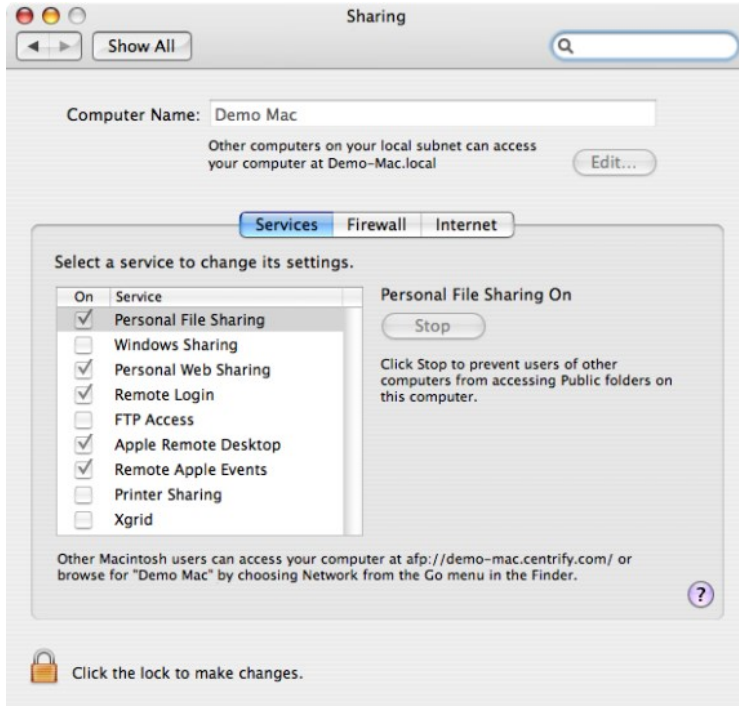 Sharing
Show All
Computer Name: Demo Mac
Other computers on your local subnet can access
your computer at Demo-Mac.local
Edit...
Services Firewall Internet
Select a service to change its settings.
On Service
Personal File Sharing
Windows Sharing
Personal Web Sharing
Remote Login
FTP Access
Apple Remote Desktop
Remote Apple Events
Printer Sharing
Xgrid
Personal File Sharing On
Stop
Click Stop to prevent users of other
computers from accessing Public folders on
this computer.
Other Macintosh users can access your computer at afp://demo-mac.centrify.com/ or
browse for "Demo Mac" by choosing Network from the Go menu in the Finder.
?
Click the lock to make changes.